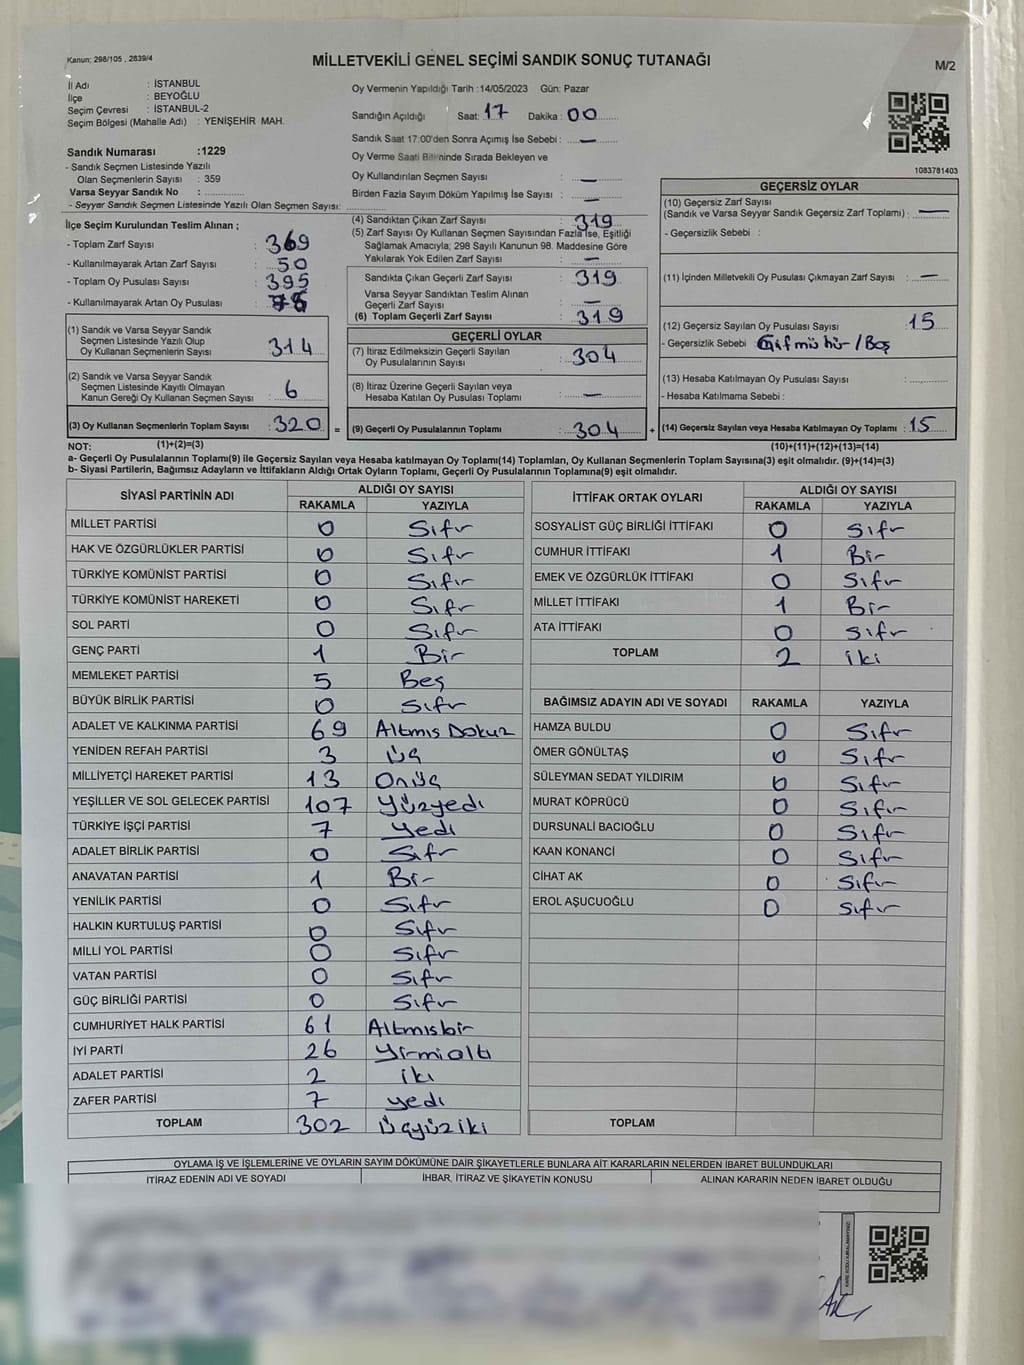 Kanun: 298/105 , 2839/4
MİLLETVEKİLİ GENEL SEÇİMİ SANDIK SONUÇ TUTANAĞI
M/2
İl Adı : İSTANBUL
İlçe : BEYOĞLU
Seçim Çevresi : İSTANBUL-2
Seçim Bölgesi (Mahalle Adı) : YENİŞEHİR MAH.
Sandık Numarası :1229
- Sandık Seçmen Listesinde Yazılı
Olan Seçmenlerin Sayısı : 359
Varsa Seyyar Sandık No :
- Seyyar Sandık Seçmen Listesinde Yazılı Olan Seçmen Sayısı:
Oy Vermenin Yapıldığı Tarih :14/05/2023 Gün: Pazar
Sandığın Açıldığı Saat: 17 Dakika : 00
Sandık Saat 17:00'den Sonra Açımış İse Sebebi : —
Oy Verme Saati Bitiminde Sırada Bekleyen ve
Oy Kullandırılan Seçmen Sayısı : —
Birden Fazla Sayım Döküm Yapılmış İse Sayısı : —
1083781403
İlçe Seçim Kurulundan Teslim Alınan ;
- Toplam Zarf Sayısı : 369
- Kullanılmayarak Artan Zarf Sayısı : 50
- Toplam Oy Pusulası Sayısı : 395
- Kullanılmayarak Artan Oy Pusulası :
(1) Sandık ve Varsa Seyyar Sandık
Seçmen Listesinde Yazılı Olup
Oy Kullanan Seçmenlerin Sayısı : 314
(2) Sandık ve Varsa Seyyar Sandık
Seçmen Listesinde Kayıtlı Olmayan
Kanun Gereği Oy Kullanan Seçmen Sayısı : 6
(3) Oy Kullanan Seçmenlerin Toplam Sayısı : 320 =
(4) Sandıktan Çıkan Zarf Sayısı : 319
(5) Zarf Sayısı Oy Kullanan Seçmen Sayısından Fazla İse, Eşitliği
Sağlamak Amacıyla; 298 Sayılı Kanunun 98. Maddesine Göre
Yakılarak Yok Edilen Zarf Sayısı : —
Sandıkta Çıkan Geçerli Zarf Sayısı : 319
Varsa Seyyar Sandıktan Teslim Alınan
Geçerli Zarf Sayısı : —
(6) Toplam Geçerli Zarf Sayısı : 319
GEÇERLİ OYLAR
(7) İtiraz Edilmeksizin Geçerli Sayılan
Oy Pusulalarının Sayısı : 304
(8) İtiraz Üzerine Geçerli Sayılan veya
Hesaba Katılan Oy Pusulası Toplamı : —
(9) Geçerli Oy Pusulalarının Toplamı : 304 +
GEÇERSİZ OYLAR
(10) Geçersiz Zarf Sayısı
(Sandık ve Varsa Seyyar Sandık Geçersiz Zarf Toplamı) : —
- Geçersizlik Sebebi :
(11) İçinden Milletvekili Oy Pusulası Çıkmayan Zarf Sayısı : —
(12) Geçersiz Sayılan Oy Pusulası Sayısı : 15
- Geçersizlik Sebebi : Çift mühür/Boş
(13) Hesaba Katılmayan Oy Pusulası Sayısı :
- Hesaba Katılmama Sebebi :
(14) Geçersiz Sayılan veya Hesaba Katılmayan Oy Toplamı : 15
NOT: (1)+(2)=(3) (10)+(11)+(12)+(13)=(14)
a- Geçerli Oy Pusulalarının Toplamı(9) ile Geçersiz Sayılan veya Hesaba katılmayan Oy Toplamı(14) Toplamları, Oy Kullanan Seçmenlerin Toplam Sayısına(3) eşit olmalıdır. (9)+(14)=(3)
b- Siyasi Partilerin, Bağımsız Adayların ve İttifakların Aldığı Ortak Oyların Toplamı, Geçerli Oy Pusulalarının Toplamına(9) eşit olmalıdır.
SİYASİ PARTİNİN ADI ALDIĞI OY SAYISI
RAKAMLA YAZIYLA
MİLLET PARTİSİ 0 Sıfır
HAK VE ÖZGÜRLÜKLER PARTİSİ 0 Sıfır
TÜRKİYE KOMÜNİST PARTİSİ 0 Sıfır
TÜRKİYE KOMÜNİST HAREKETİ 0 Sıfır
SOL PARTİ 0 Sıfır
GENÇ PARTİ 1 Bir
MEMLEKET PARTİSİ 5 Beş
BÜYÜK BİRLİK PARTİSİ 0 Sıfır
ADALET VE KALKINMA PARTİSİ 69 Altmış Dokuz
YENİDEN REFAH PARTİSİ 3 Üç
MİLLİYETÇİ HAREKET PARTİSİ 13 Onüç
YEŞİLLER VE SOL GELECEK PARTİSİ 107 Yüzyedi
TÜRKİYE İŞÇİ PARTİSİ 7 Yedi
ADALET BİRLİK PARTİSİ 0 Sıfır
ANAVATAN PARTİSİ 1 Bir
YENİLİK PARTİSİ 0 Sıfır
HALKIN KURTULUŞ PARTİSİ 0 Sıfır
MİLLİ YOL PARTİSİ 0 Sıfır
VATAN PARTİSİ 0 Sıfır
GÜÇ BİRLİĞİ PARTİSİ 0 Sıfır
CUMHURİYET HALK PARTİSİ 61 Altmışbir
İYİ PARTİ 26 Yirmialtı
ADALET PARTİSİ 2 iki
ZAFER PARTİSİ 7 yedi
TOPLAM 302 Üçyüziki
İTTİFAK ORTAK OYLARI ALDIĞI OY SAYISI
RAKAMLA YAZIYLA
SOSYALİST GÜÇ BİRLİĞİ İTTİFAKI 0 Sıfır
CUMHUR İTTİFAKI 1 Bir
EMEK VE ÖZGÜRLÜK İTTİFAKI 0 Sıfır
MİLLET İTTİFAKI 1 Bir
ATA İTTİFAKI 0 Sıfır
TOPLAM 2 iki
BAĞIMSIZ ADAYIN ADI VE SOYADI RAKAMLA YAZIYLA
HAMZA BULDU 0 Sıfır
ÖMER GÖNÜLTAŞ 0 Sıfır
SÜLEYMAN SEDAT YILDIRIM 0 Sıfır
MURAT KÖPRÜCÜ 0 Sıfır
DURSUNALİ BACIOĞLU 0 Sıfır
KAAN KONANCİ 0 Sıfır
CİHAT AK 0 Sıfır
EROL AŞUCUOĞLU 0 Sıfır
TOPLAM
OYLAMA İŞ VE İŞLEMLERİNE VE OYLARIN SAYIM DÖKÜMÜNE DAİR ŞİKAYETLERLE BUNLARA AİT KARARLARIN NELERDEN İBARET BULUNDUKLARI
İTİRAZ EDENİN ADI VE SOYADI İHBAR, İTİRAZ VE ŞİKAYETİN KONUSU ALINAN KARARIN NEDEN İBARET OLDUĞU